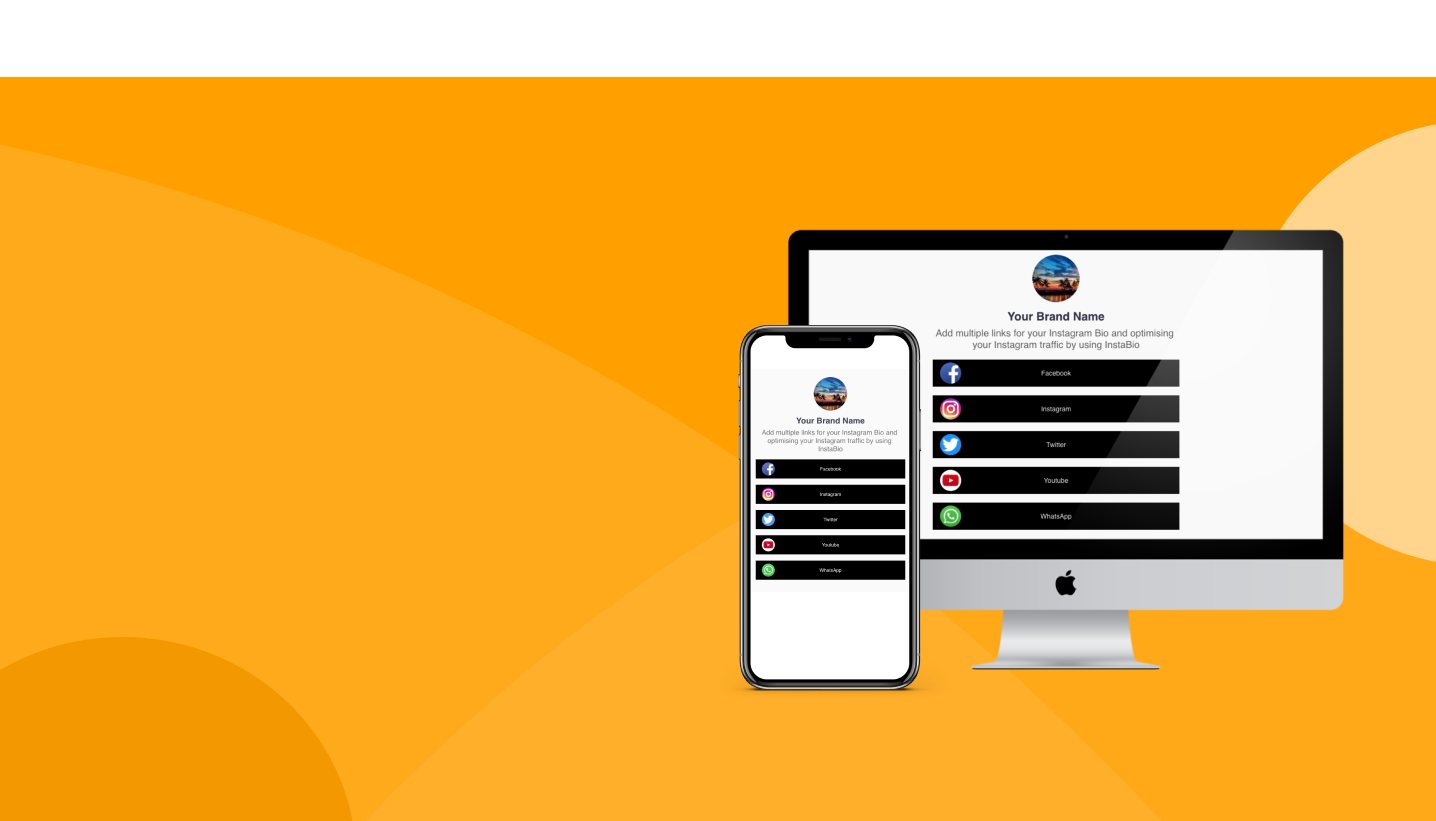 Your Brand Name
Add multiple links for your Instagram Bio and optimising
your Instagram traffic by using InstaBio
Facebook
Instagram
Twitter
Youtube
WhatsApp
Your Brand Name
Add multiple links for your Instagram Bio and
optimising your Instagram traffic by using
InstaBio
Facebook
Instagram
Twitter
Youtube
WhatsApp